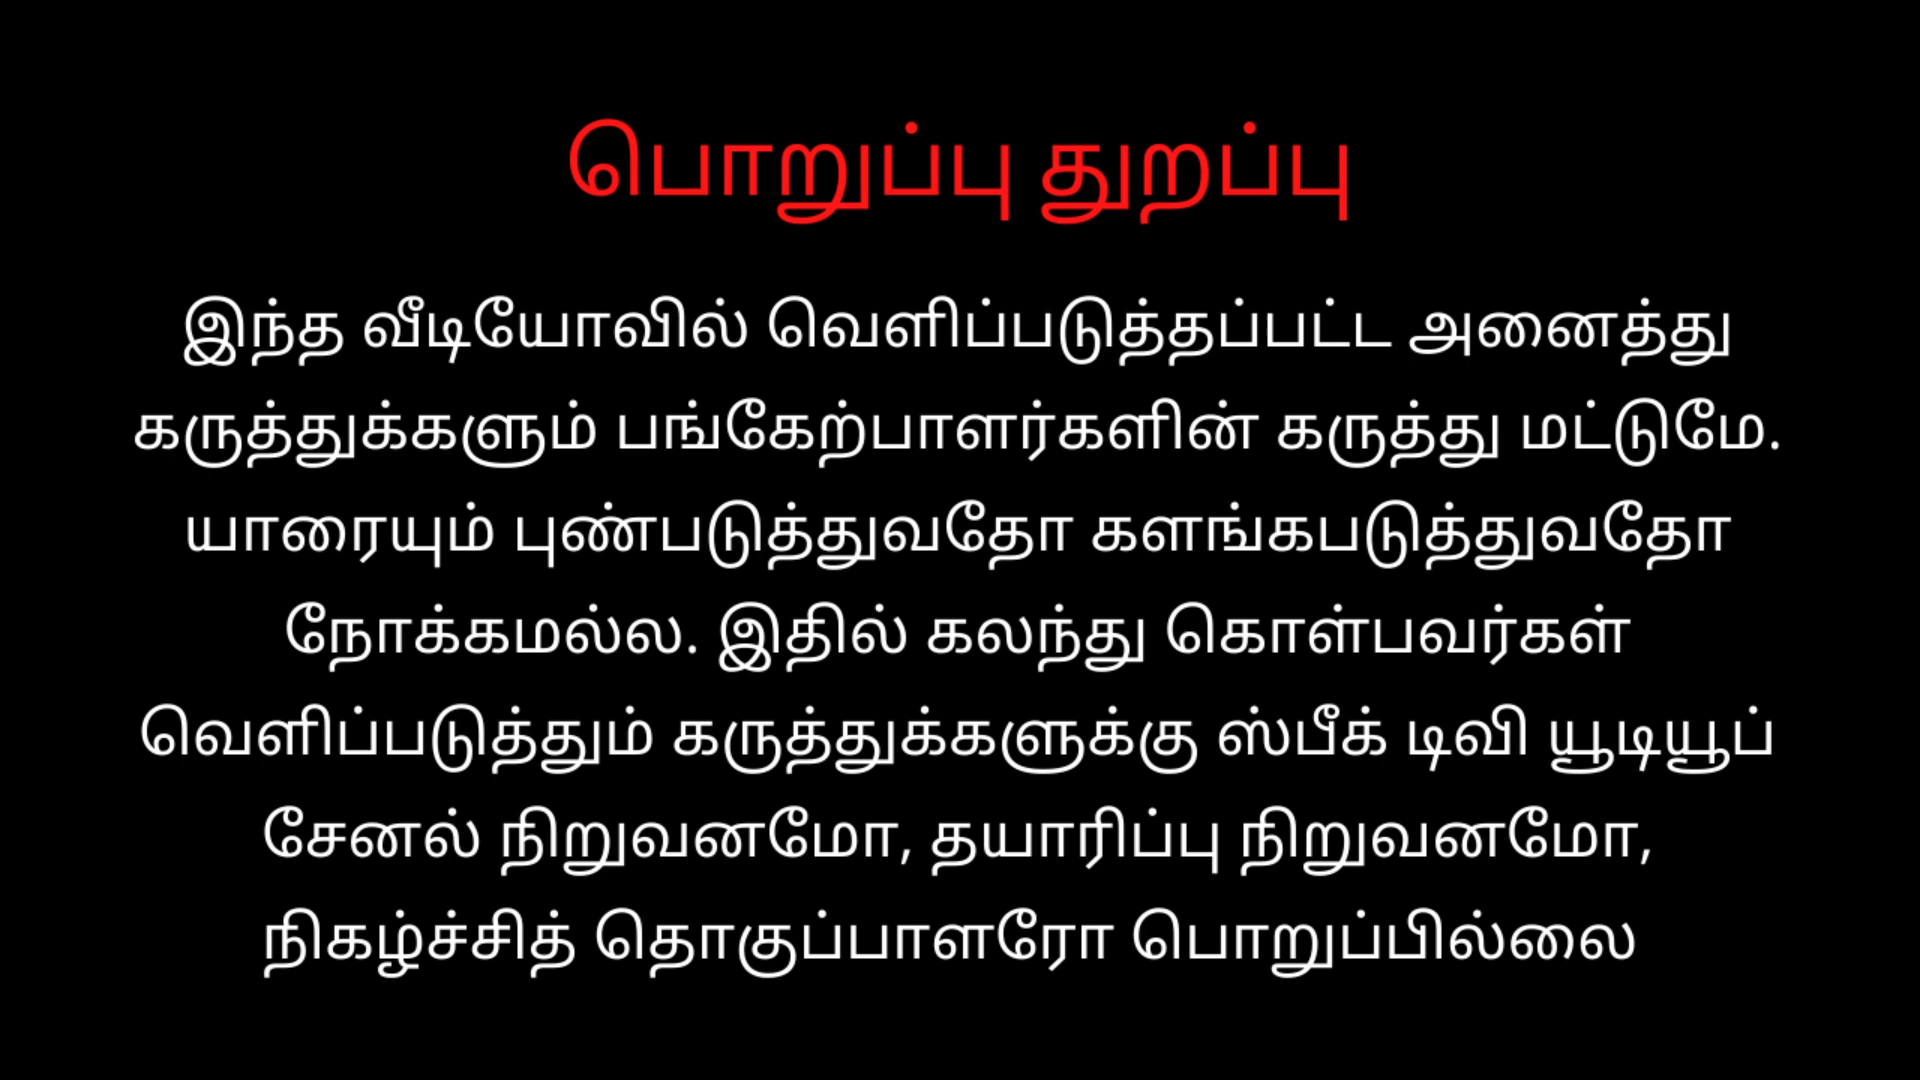 பொறுப்பு துறப்பு
இந்த வீடியோவில் வெளிப்படுத்தப்பட்ட அனைத்து
கருத்துக்களும் பங்கேற்பாளர்களின் கருத்து மட்டுமே.
யாரையும் புண்படுத்துவதோ களங்கபடுத்துவதோ
நோக்கமல்ல. இதில் கலந்து கொள்பவர்கள்
வெளிப்படுத்தும் கருத்துக்களுக்கு ஸ்பீக் டிவி யூடியூப்
சேனல் நிறுவனமோ, தயாரிப்பு நிறுவனமோ,
நிகழ்ச்சித் தொகுப்பாளரோ பொறுப்பில்லை